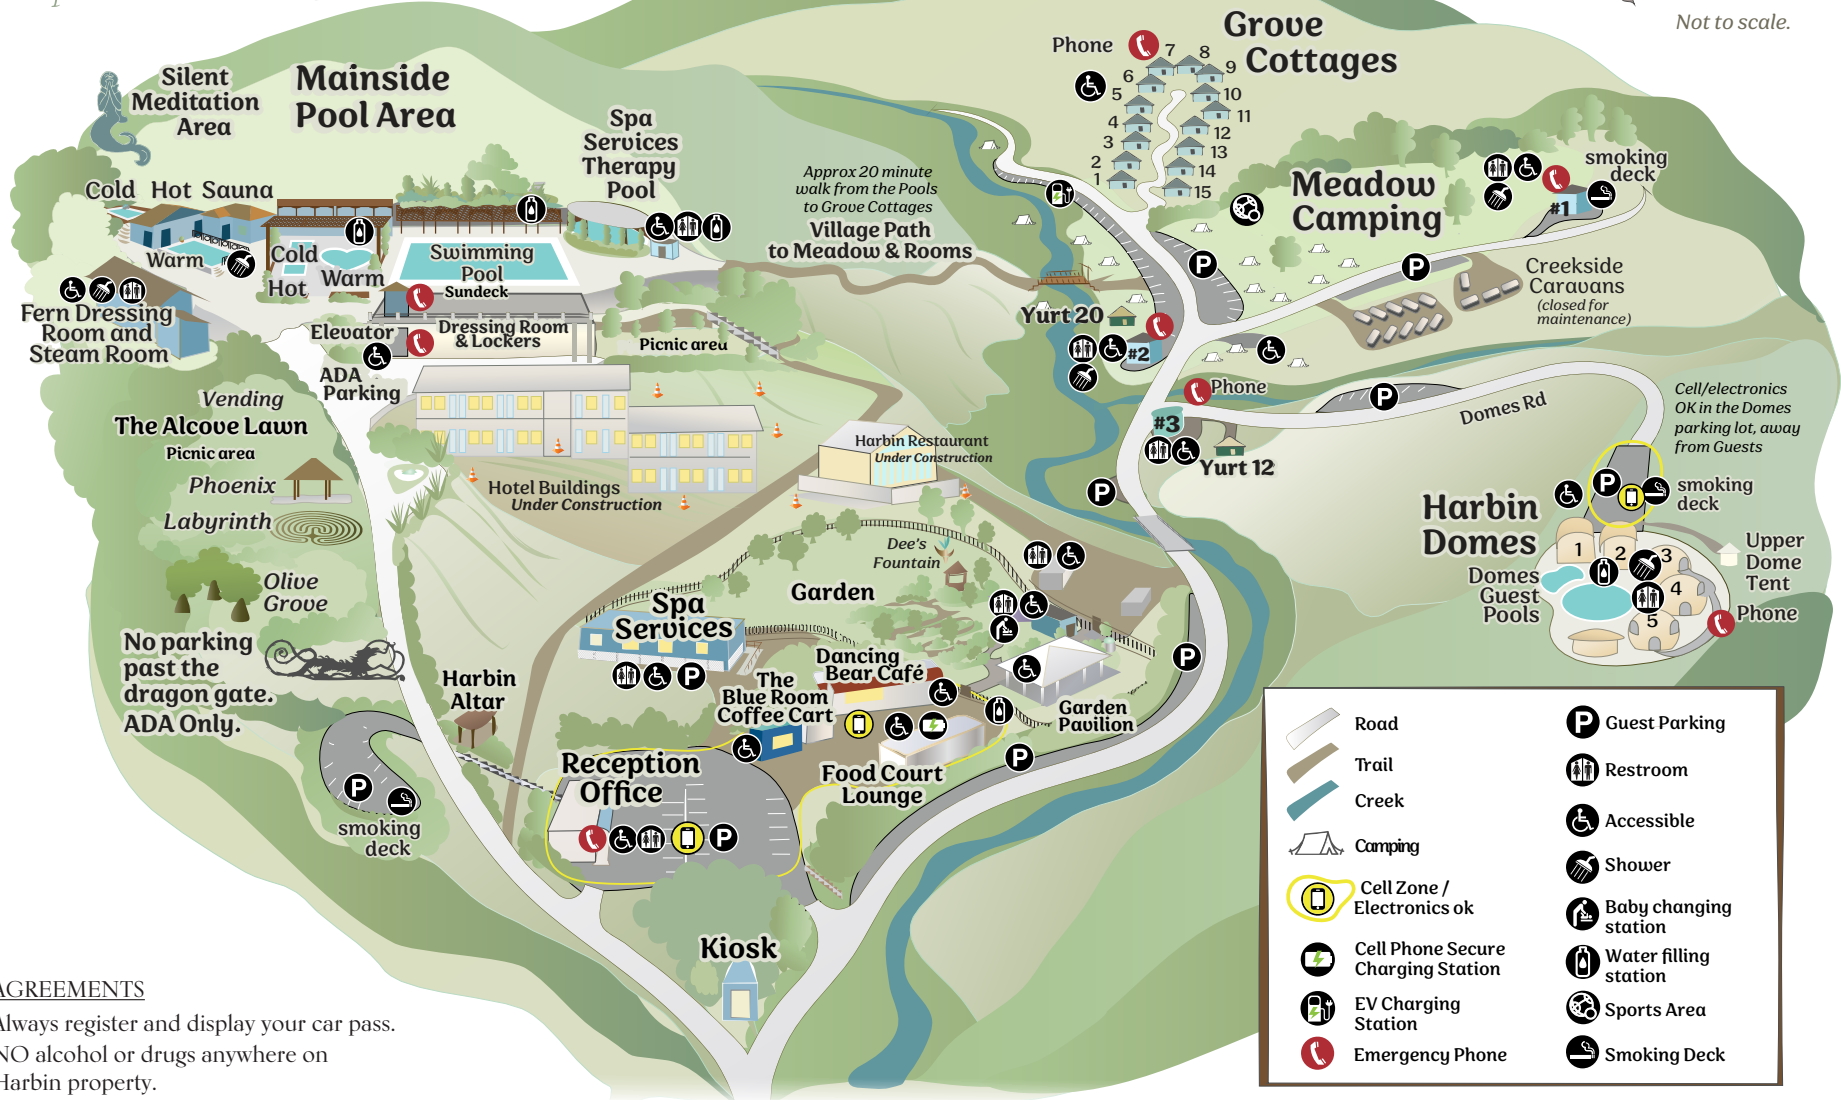 Not to scale.
Grove
Cottages
Phone
7
8
6
9
5
10
4
11
3
12
2
13
1
14
15
Silent
Meditation
Area
Mainside
Pool Area
Spa
Services
Therapy
Pool
Approx 20 minute
walk from the Pools
to Grove Cottages
Village Path
to Meadow & Rooms
Meadow
Camping
smoking
deck
#1
P
P
Creekside
Caravans
(closed for
maintenance)
Cold Hot Sauna
Warm
Cold
Hot
Warm
Swimming
Pool
Sundeck
Fern Dressing
Room and
Steam Room
Elevator
Dressing Room
& Lockers
ADA
Parking
Picnic area
Yurt 20
#2
Phone
#3
Yurt 12
P
Domes Rd
Cell/electronics
OK in the Domes
parking lot, away
from Guests
Vending
The Alcove Lawn
Picnic area
Phoenix
Labyrinth
Hotel Buildings
Under Construction
Harbin Restaurant
Under Construction
P
P
smoking
deck
Harbin
Domes
1
2
3
4
5
Domes
Guest
Pools
Upper
Dome
Tent
Phone
Olive
Grove
Dee's
Fountain
Garden
Spa
Services
P
No parking
past the
dragon gate.
ADA Only.
Harbin
Altar
The
Blue Room
Coffee Cart
Dancing
Bear Café
Garden
Pavilion
P
P
Reception
Office
P
Food Court
Lounge
P
smoking
deck
Kiosk
Road
Trail
Creek
Camping
Cell Zone /
Electronics ok
Cell Phone Secure
Charging Station
EV Charging
Station
Emergency Phone
P
Guest Parking
Restroom
Accessible
Shower
Baby changing
station
Water filling
station
Sports Area
Smoking Deck
AGREEMENTS
Always register and display your car pass.
NO alcohol or drugs anywhere on
Harbin property.